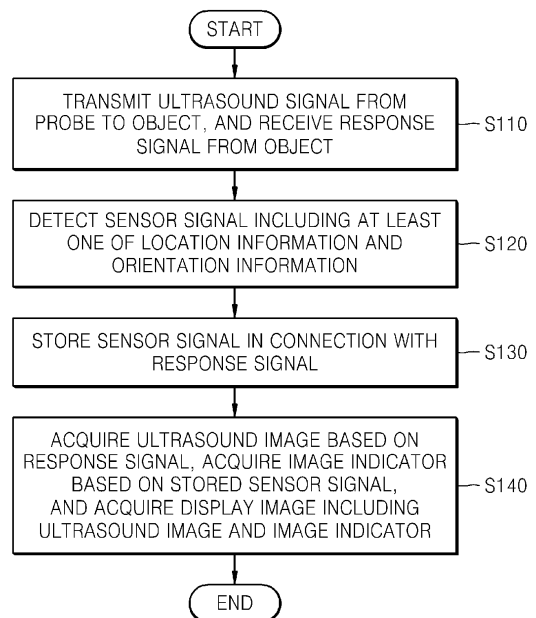 START
TRANSMIT ULTRASOUND SIGNAL FROM
PROBE TO OBJECT, AND RECEIVE RESPONSE
SIGNAL FROM OBJECT
S110
DETECT SENSOR SIGNAL INCLUDING AT LEAST
ONE OF LOCATION INFORMATION AND
ORIENTATION INFORMATION
S120
STORE SENSOR SIGNAL IN CONNECTION WITH
RESPONSE SIGNAL
S130
ACQUIRE ULTRASOUND IMAGE BASED ON
RESPONSE SIGNAL, ACQUIRE IMAGE INDICATOR
BASED ON STORED SENSOR SIGNAL,
AND ACQUIRE DISPLAY IMAGE INCLUDING
ULTRASOUND IMAGE AND IMAGE INDICATOR
S140
END